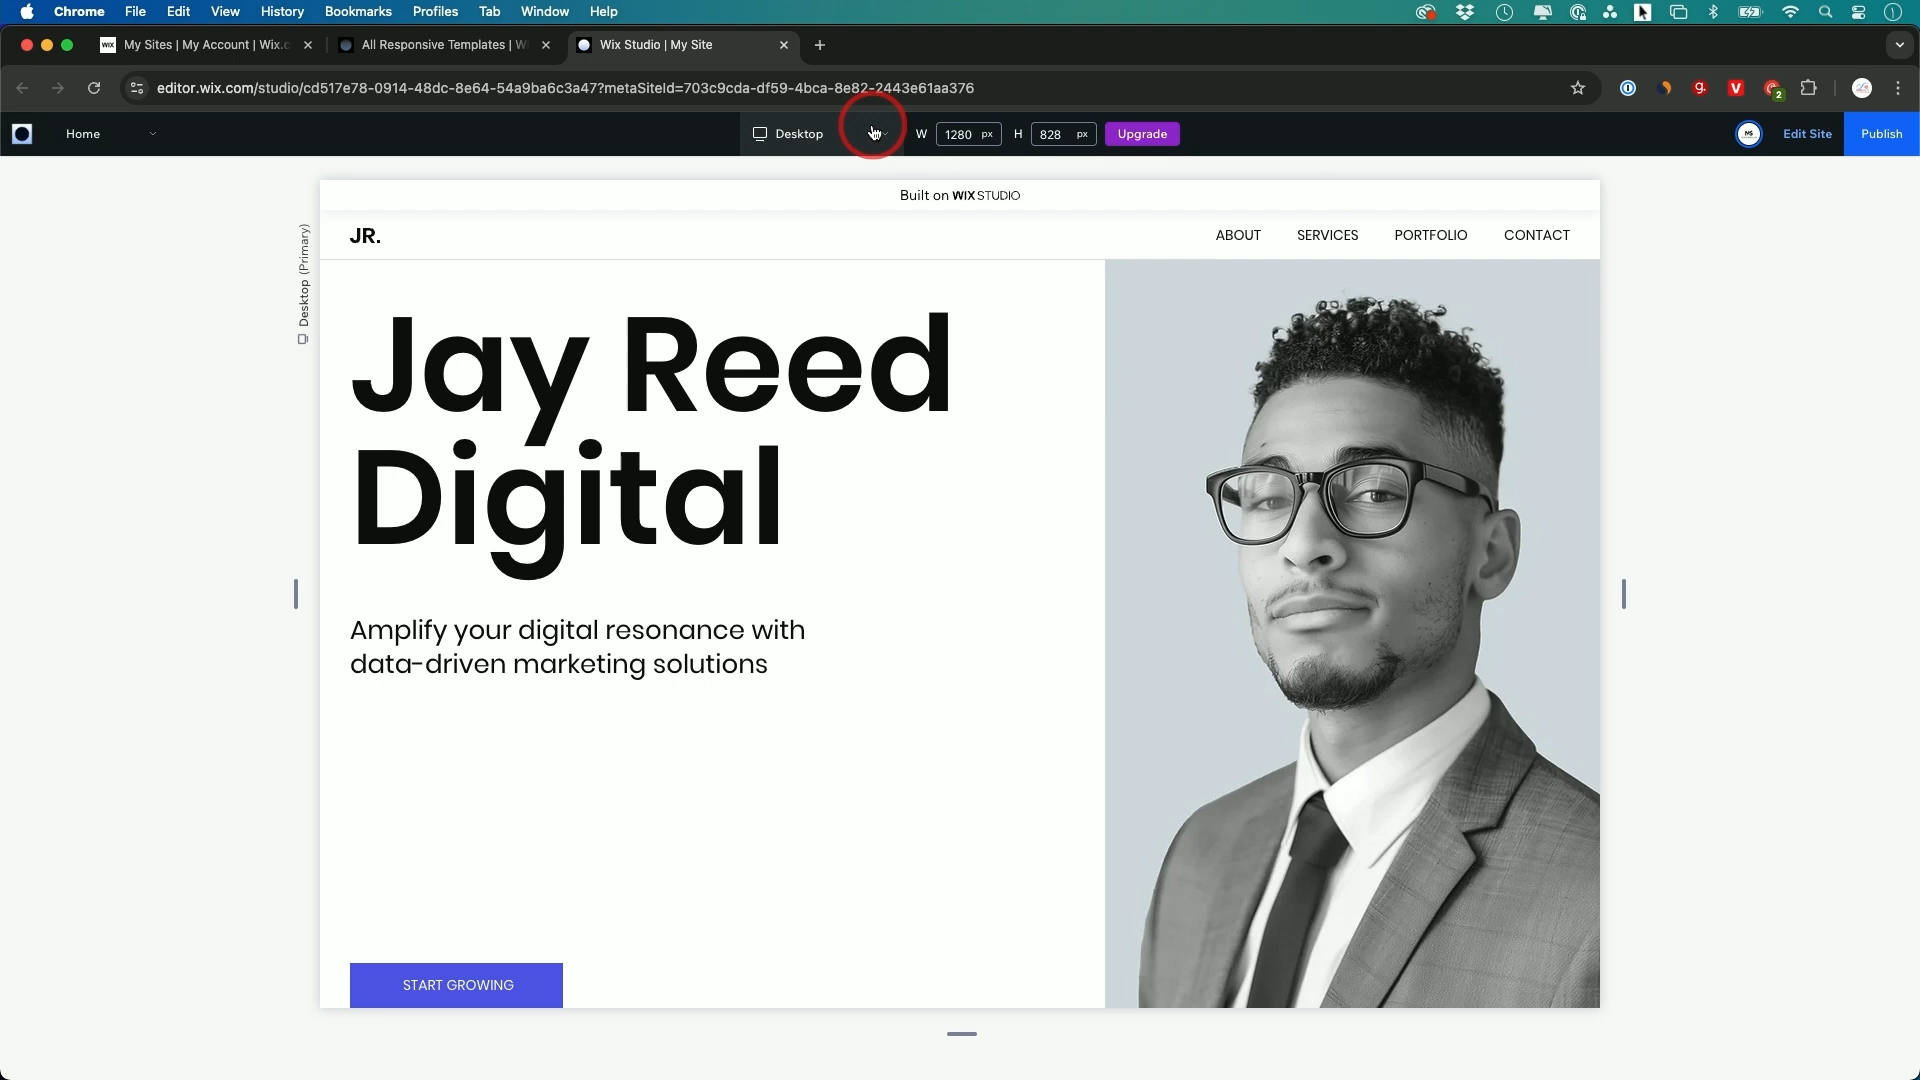 Chrome File Edit View History Bookmarks Profiles Tab Window Help
WIX My Sites | My Account | Wix.c
All Responsive Templates | W
Wix Studio | My Site
editor.wix.com/studio/cd517e78-0914-48dc-8e64-54a9ba6c3a47?metaSiteId=703c9cda-df59-4bca-8e82-2443e61aa376
g.
V
2
Home
Desktop
W 1280 px H 828 px
Upgrade
Edit Site
Publish
Desktop (Primary)
Built on WIX STUDIO
JR.
ABOUT SERVICES PORTFOLIO CONTACT
Jay Reed
Digital
Amplify your digital resonance with
data-driven marketing solutions
START GROWING